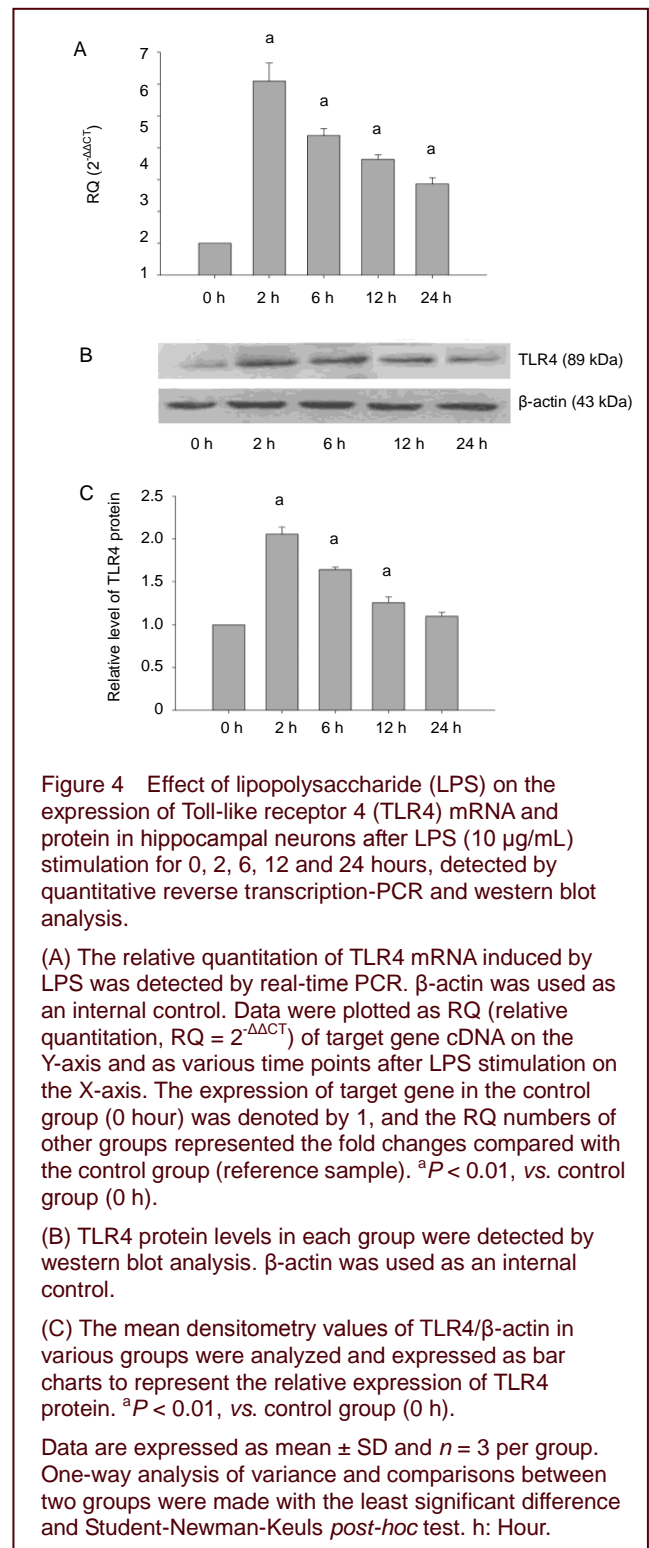 A
7
6
5
4
3
2
1
RQ (2^-ΔΔCT)
a
a
a
a
0 h 2 h 6 h 12 h 24 h
B
TLR4 (89 kDa)
β-actin (43 kDa)
0 h 2 h 6 h 12 h 24 h
C
2.5
2.0
1.5
1.0
0.5
0
Relative level of TLR4 protein
a
a
a
0 h 2 h 6 h 12 h 24 h
Figure 4 Effect of lipopolysaccharide (LPS) on the
expression of Toll-like receptor 4 (TLR4) mRNA and
protein in hippocampal neurons after LPS (10 µg/mL)
stimulation for 0, 2, 6, 12 and 24 hours, detected by
quantitative reverse transcription-PCR and western blot
analysis.
(A) The relative quantitation of TLR4 mRNA induced by
LPS was detected by real-time PCR. β-actin was used as
an internal control. Data were plotted as RQ (relative
quantitation, RQ = 2^-ΔΔCT) of target gene cDNA on the
Y-axis and as various time points after LPS stimulation on
the X-axis. The expression of target gene in the control
group (0 hour) was denoted by 1, and the RQ numbers of
other groups represented the fold changes compared with
the control group (reference sample). ᵃP < 0.01, vs. control
group (0 h).
(B) TLR4 protein levels in each group were detected by
western blot analysis. β-actin was used as an internal
control.
(C) The mean densitometry values of TLR4/β-actin in
various groups were analyzed and expressed as bar
charts to represent the relative expression of TLR4
protein. ᵃP < 0.01, vs. control group (0 h).
Data are expressed as mean ± SD and n = 3 per group.
One-way analysis of variance and comparisons between
two groups were made with the least significant difference
and Student-Newman-Keuls post-hoc test. h: Hour.